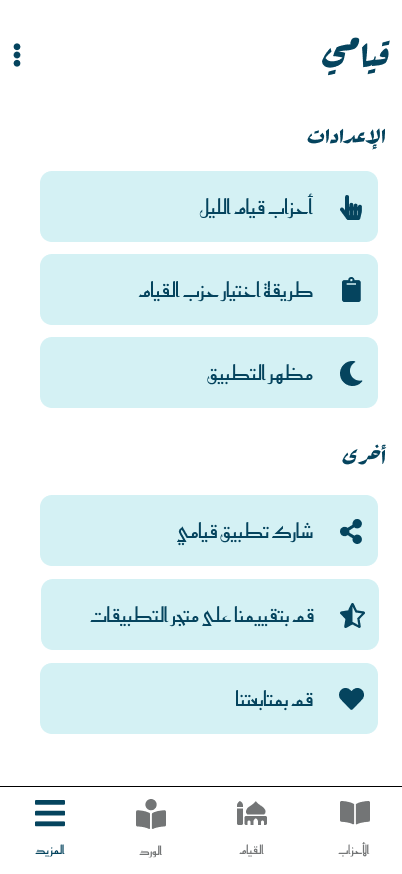 قيامي
الإعدادات
أحزاب قيام الليل
طريقة اختيار حزب القيام
مظهر التطبيق
أخرى
شارك تطبيق قيامي
قم بتقييمنا على متجر التطبيقات
قم بمتابعتنا
الأحزاب
القيام
الورد
المزيد